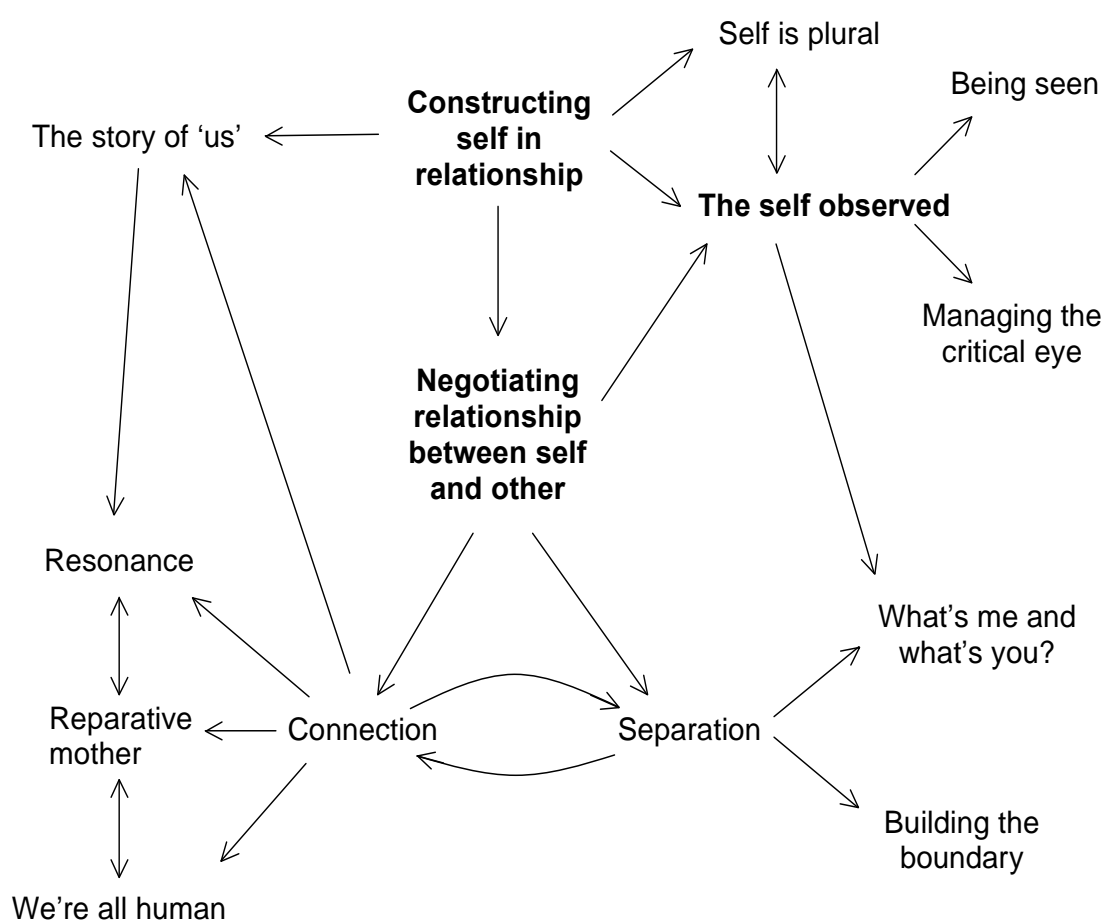 Self is plural
Being seen
Constructing
self in
relationship
The story of ‘us’
The self observed
Managing the
critical eye
Negotiating
relationship
between self
and other
Resonance
What’s me and
what’s you?
Reparative
mother
Connection
Separation
Building the
boundary
We’re all human